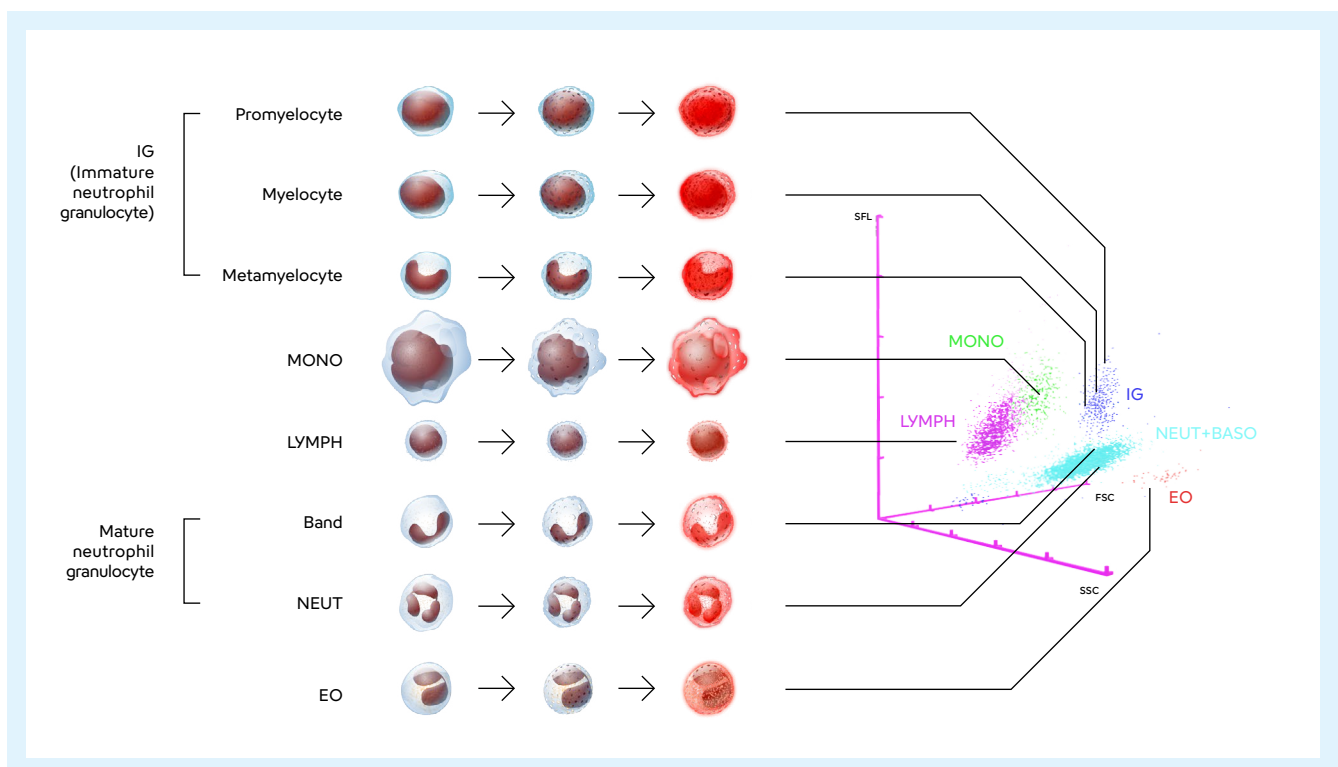 Promyelocyte
IG
(Immature
neutrophil
granulocyte)
Myelocyte
Metamyelocyte
MONO
LYMPH
Mature
neutrophil
granulocyte
Band
NEUT
EO
SFL
MONO
LYMPH
IG
NEUT+BASO
FSC
EO
SSC